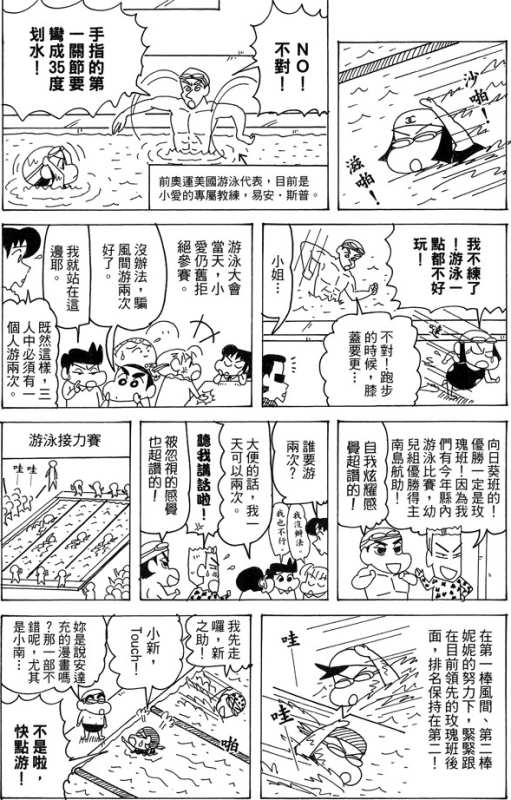 沙啪！
滋啪！
NO！
不對！
手指的第
一關節要
彎成35度
划水！
前奧運美國游泳代表，目前是
小愛的專屬教練，易安．斯普。
我不練了
！游泳一
點都不好
玩！
小姐…
不對！跑步
的時候，膝
蓋要更…
游泳大會
當天，小
愛仍舊拒
絕參賽。
沒辦法，騙
風間游兩次
好了。
我就站在這
邊耶。
既然這樣，三
人中必須有一
個人游兩次。
向日葵班的！
優勝一定是玫
瑰班！因為我
們有今年縣內
游泳比賽，幼
兒組優勝得主
南島航助！
自我炫耀感
覺超讚的！
誰要游
兩次？
我沒辦法。
我也不行
大便的話，我一
天可以兩次。
聽我講話啦！
被忽視的感覺
也超讚的！
游泳接力賽
哇
哇
在第一棒風間、第二棒
妮妮的努力下，緊緊跟
在目前領先的玫瑰班後
面，排名保持在第二！
哇
哇
我先走
囉，新
之助！
小新，
Touch！
啪
妳是說安達
充的漫畫嗎
？那一部不
錯呢，尤其
是小南…
不是啦，
快點游！